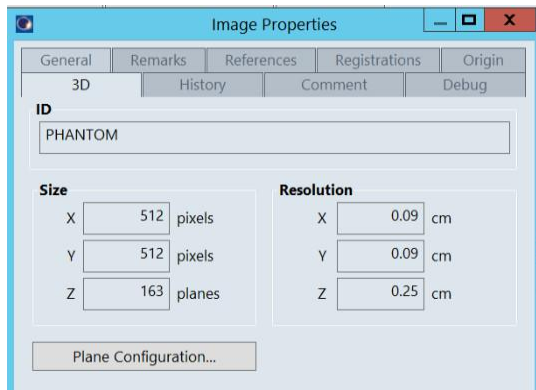 Image Properties
General Remarks References Registrations Origin
3D History Comment Debug
ID
PHANTOM
Size Resolution
X 512 pixels X 0.09 cm
Y 512 pixels Y 0.09 cm
Z 163 planes Z 0.25 cm
Plane Configuration...